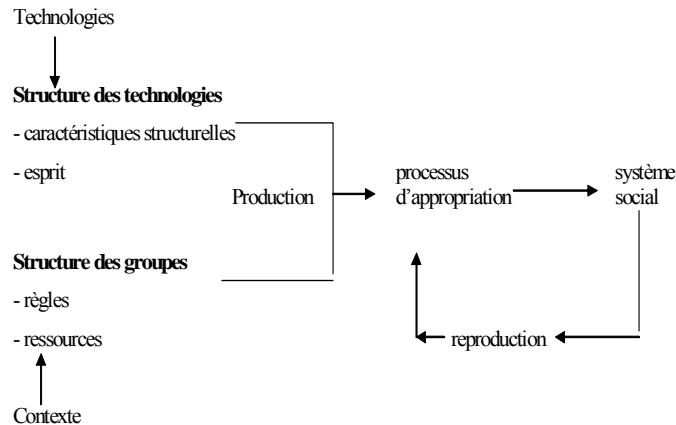 Technologies
Structure des technologies
- caractéristiques structurelles
- esprit
Production
processus
d'appropriation
système
social
Structure des groupes
- règles
- ressources
reproduction
Contexte